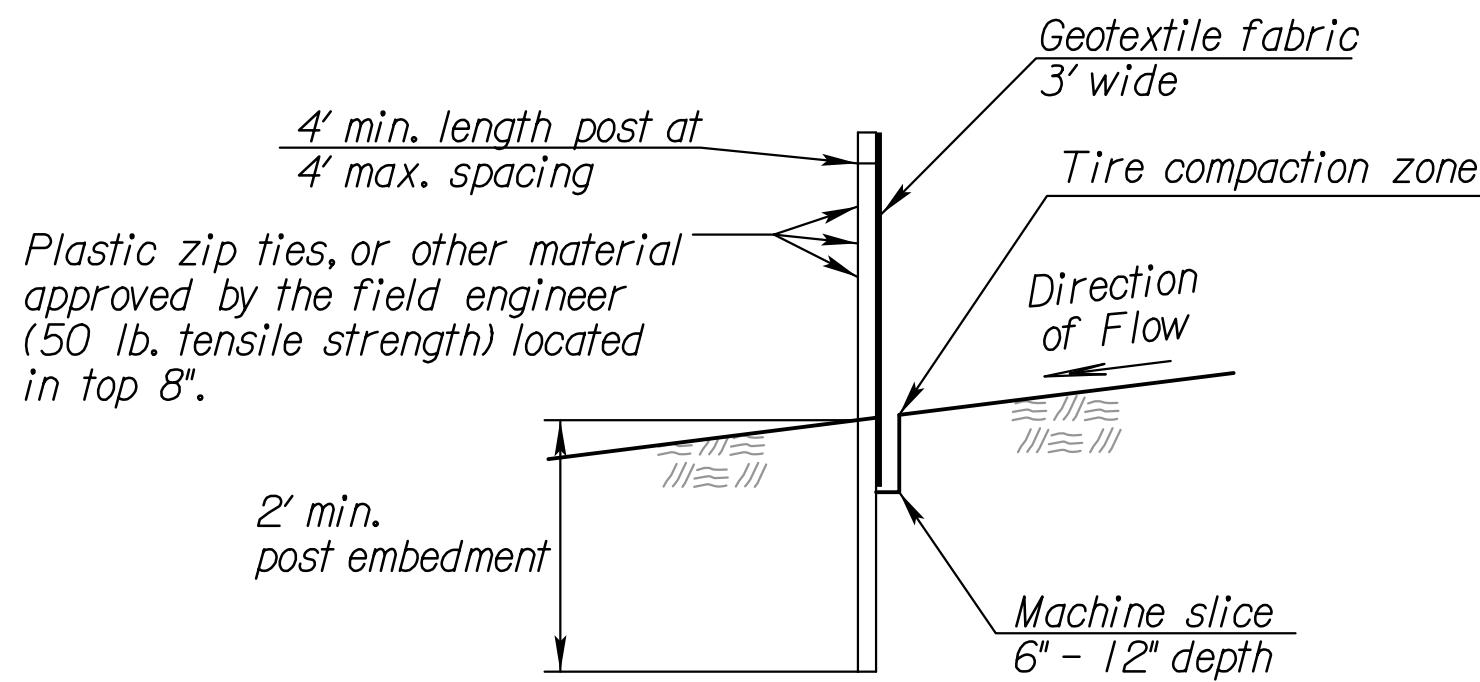 Geotextile fabric
3' wide
4' min. length post at
4' max. spacing
Tire compaction zone
Plastic zip ties, or other material
approved by the field engineer
(50 lb. tensile strength) located
in top 8".
Direction
of Flow
2' min.
post embedment
Machine slice
6" - 12" depth